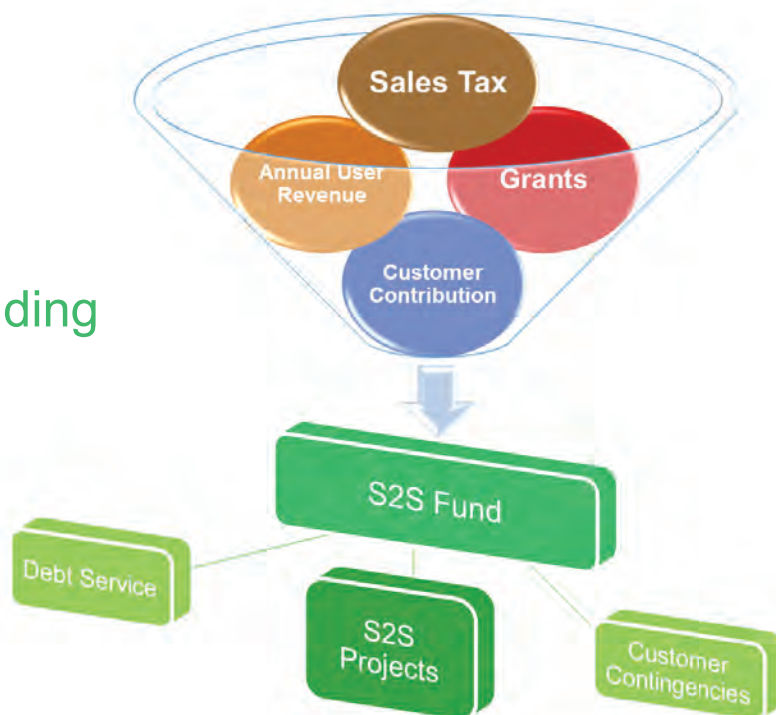 Sales Tax
Annual User
Revenue
Grants
Customer
Contribution
ding
S2S Fund
Debt Service
S2S
Projects
Customer
Contingencies